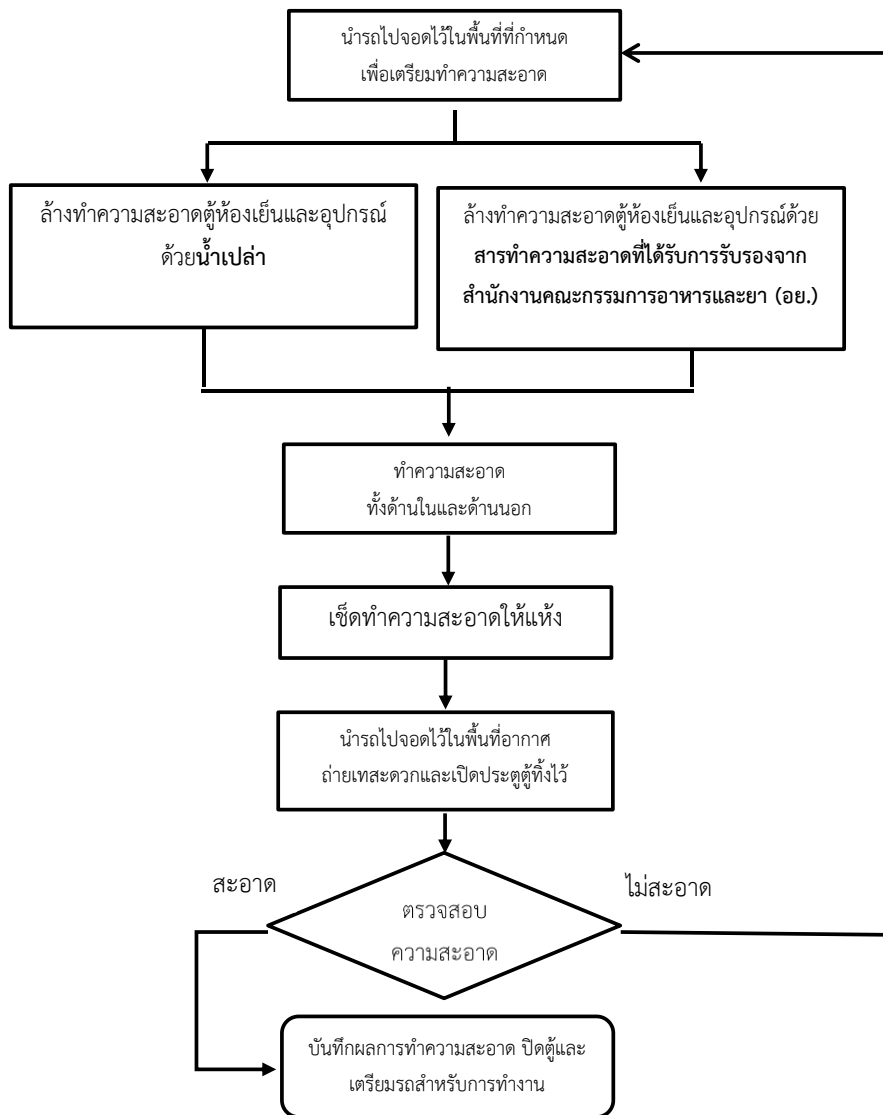 นำรถไปจอดไว้ในพื้นที่ที่กำหนด
เพื่อเตรียมทำความสะอาด
ล้างทำความสะอาดตู้ห้องเย็นและอุปกรณ์
ด้วยน้ำเปล่า
ล้างทำความสะอาดตู้ห้องเย็นและอุปกรณ์ด้วย
สารทำความสะอาดที่ได้รับการรับรองจาก
สำนักงานคณะกรรมการอาหารและยา (อย.)
ทำความสะอาด
ทั้งด้านในและด้านนอก
เช็ดทำความสะอาดให้แห้ง
นำรถไปจอดไว้ในพื้นที่อากาศ
ถ่ายเทสะดวกและเปิดประตูตู้ทิ้งไว้
สะอาด
ไม่สะอาด
ตรวจสอบ
ความสะอาด
บันทึกผลการทำความสะอาด ปิดตู้และ
เตรียมรถสำหรับการทำงาน